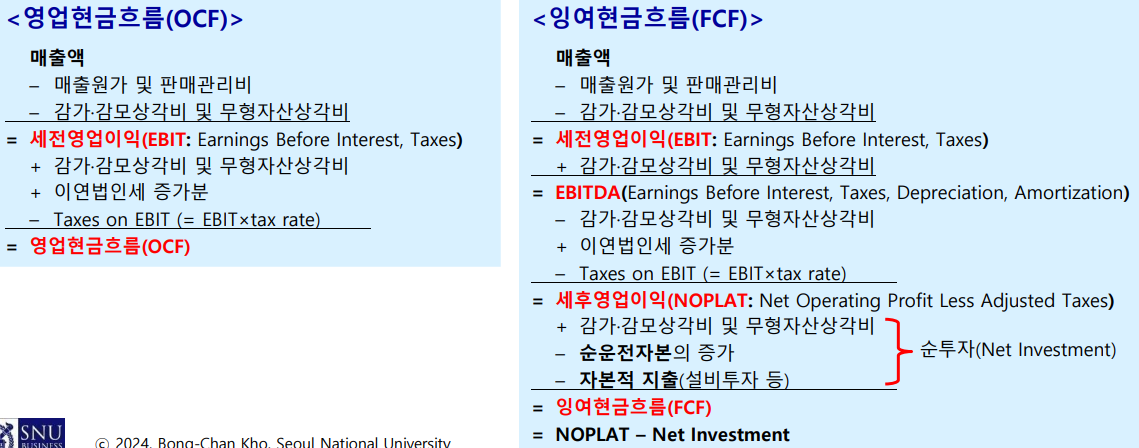 <영업현금흐름(OCF)>
매출액
– 매출원가 및 판매관리비
– 감가·감모상각비 및 무형자산상각비
= 세전영업이익(EBIT: Earnings Before Interest, Taxes)
+ 감가·감모상각비 및 무형자산상각비
+ 이연법인세 증가분
– Taxes on EBIT (= EBIT×tax rate)
= 영업현금흐름(OCF)
<잉여현금흐름(FCF)>
매출액
– 매출원가 및 판매관리비
– 감가·감모상각비 및 무형자산상각비
= 세전영업이익(EBIT: Earnings Before Interest, Taxes)
+ 감가·감모상각비 및 무형자산상각비
= EBITDA(Earnings Before Interest, Taxes, Depreciation, Amortization)
– 감가·감모상각비 및 무형자산상각비
+ 이연법인세 증가분
– Taxes on EBIT (= EBIT×tax rate)
= 세후영업이익(NOPLAT: Net Operating Profit Less Adjusted Taxes)
+ 감가·감모상각비 및 무형자산상각비
– 순운전자본의 증가
– 자본적 지출(설비투자 등)
순투자(Net Investment)
= 잉여현금흐름(FCF)
= NOPLAT – Net Investment
SNU
BUSINESS
© 2024. Bong-Chan Kho, Seoul National University